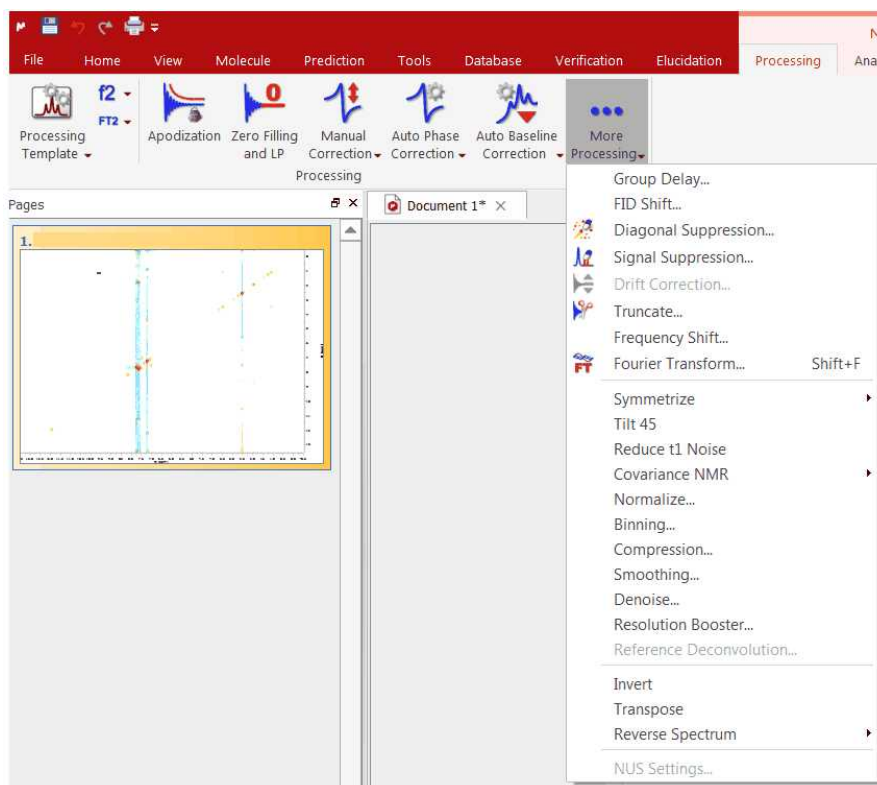 N
File Home View Molecule Prediction Tools Database Verification Elucidation Processing Ana
f2
FT2
Processing Template
Apodization
Zero Filling and LP
Manual Correction
Auto Phase Correction
Auto Baseline Correction
More Processing
Processing
Pages
Document 1*
1.
Group Delay...
FID Shift...
Diagonal Suppression...
Signal Suppression...
Drift Correction...
Truncate...
Frequency Shift...
Fourier Transform... Shift+F
FT
Symmetrize
Tilt 45
Reduce t1 Noise
Covariance NMR
Normalize...
Binning...
Compression...
Smoothing...
Denoise...
Resolution Booster...
Reference Deconvolution...
Invert
Transpose
Reverse Spectrum
NUS Settings...